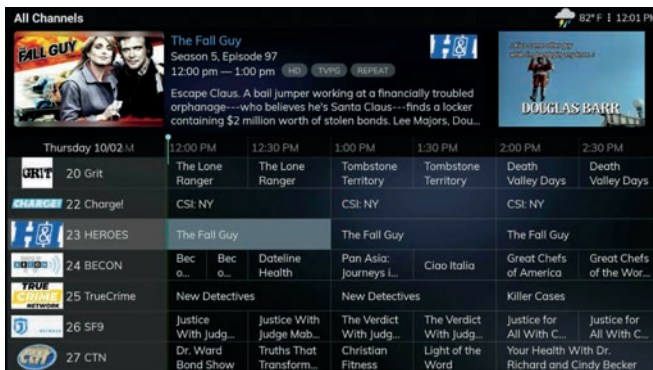 All Channels
82° F 12:01 PM
FALL GUY
The Fall Guy
Season 5, Episode 97
12:00 pm — 1:00 pm HD TVPG REPEAT
Escape Claus. A bail jumper working at a financially troubled
orphanage---who believes he's Santa Claus---finds a locker
containing $2 million worth of stolen bonds. Lee Majors, Dou...
H&I
DOUGLAS BARR
Thursday 10/02 12:00 PM 12:30 PM 1:00 PM 1:30 PM 2:00 PM 2:30 PM
GRIT 20 Grit The Lone Ranger The Lone Ranger Tombstone Territory Tombstone Territory Death Valley Days Death Valley Days
CHARGE! 22 Charge! CSI: NY CSI: NY CSI: NY
H&I 23 HEROES The Fall Guy The Fall Guy The Fall Guy
BECON 24 BECON Bec o... Bec o... Dateline Health Pan Asia: Journeys i... Ciao Italia Great Chefs of America Great Chefs of the Wor...
TRUE CRIME NETWORK 25 TrueCrime New Detectives New Detectives Killer Cases
26 SF9 Justice With Judg... Justice With Judge Mab... The Verdict With Judg... The Verdict With Judg... Justice for All With C... Justice for All With C...
CTN 27 CTN Dr. Ward Bond Show Truths That Transform... Christian Fitness Light of the Word Your Health With Dr. Richard and Cindy Becker